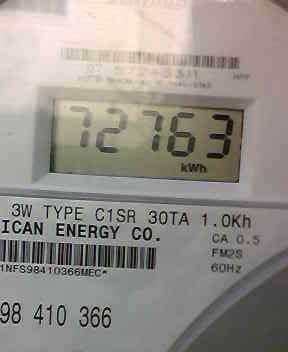 72763
kWh
3W TYPE C1SR 30TA 1.0Kh
ICAN ENERGY CO.
CA 0.5
FM2S
60Hz
1NFS98410366MEC*
98 410 366